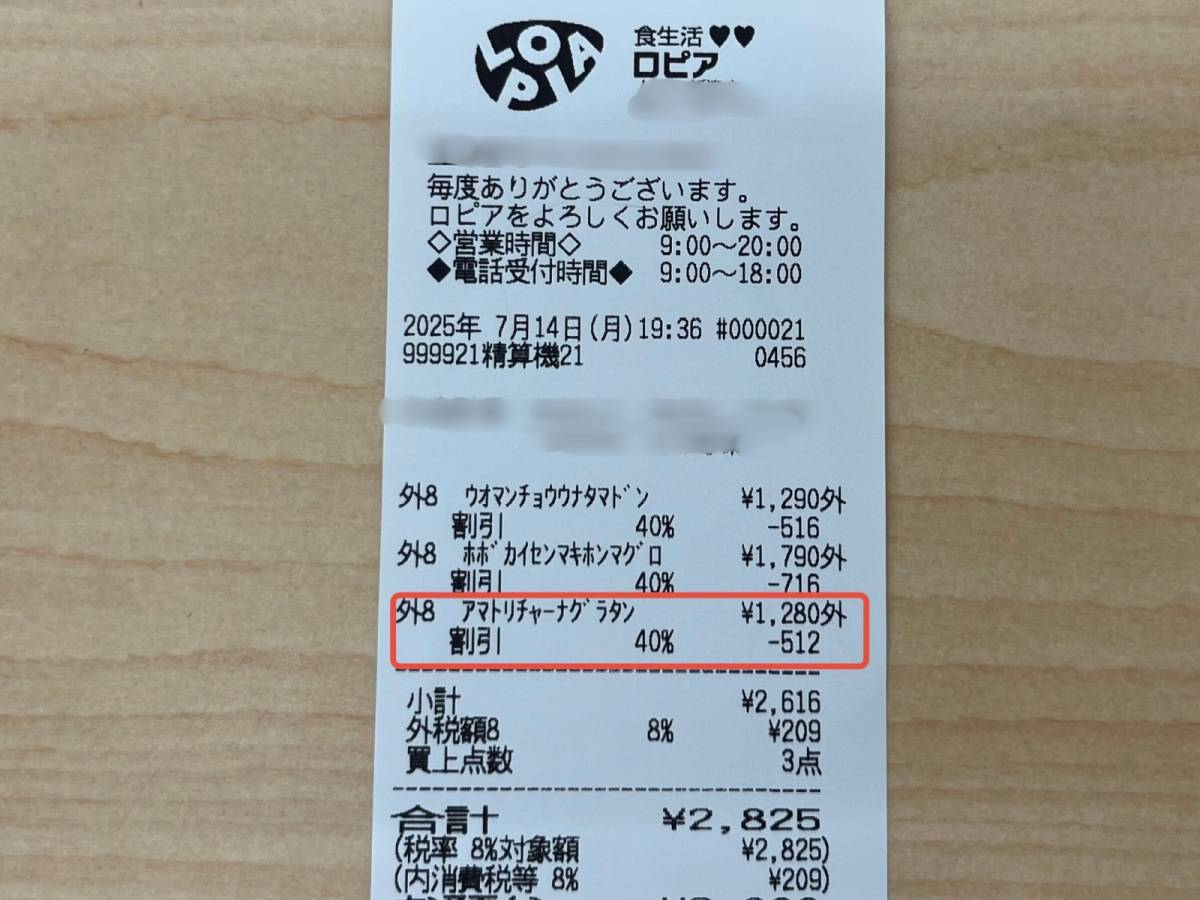 LOPIA
食生活♥♥
ロピア
毎度ありがとうございます。
ロピアをよろしくお願いします。
◇営業時間◇ 9:00～20:00
◆電話受付時間◆ 9:00～18:00
2025年 7月14日(月)19:36 #000021
999921精算機21 0456
外8 ｳｵﾏﾝﾁｮｳｳﾅﾀﾏﾄﾞﾝ ¥1,290外
割引 40% -516
外8 ﾎﾎﾞｶｲｾﾝﾏｷﾎﾝﾏｸﾞﾛ ¥1,790外
割引 40% -716
外8 ｱﾏﾄﾘﾁｬｰﾅｸﾞﾗﾀﾝ ¥1,280外
割引 40% -512
小計 ¥2,616
外税額8 8% ¥209
買上点数 3点
合計 ¥2,825
(税率 8%対象額 ¥2,825)
(内消費税等 8% ¥209)